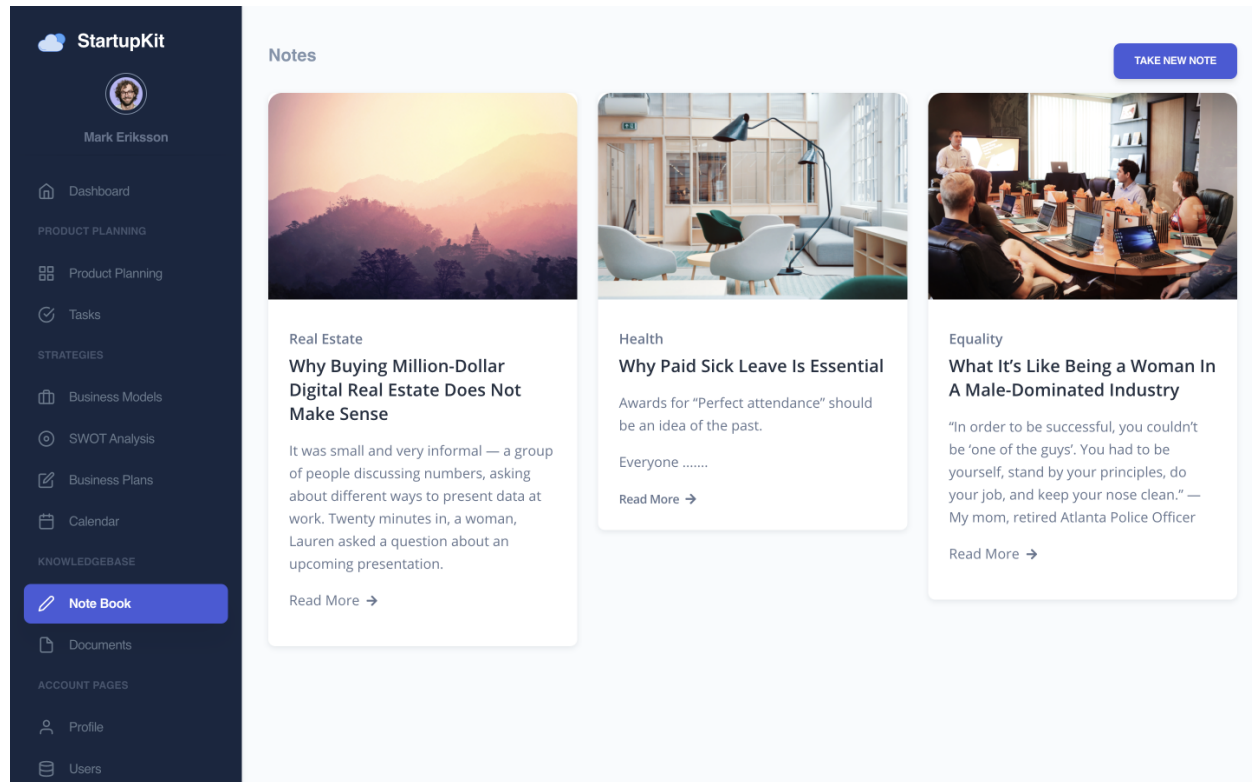 StartupKit
Mark Eriksson
Dashboard
PRODUCT PLANNING
Product Planning
Tasks
STRATEGIES
Business Models
SWOT Analysis
Business Plans
Calendar
KNOWLEDGEBASE
Note Book
Documents
ACCOUNT PAGES
Profile
Users
Notes
TAKE NEW NOTE
Real Estate
Why Buying Million-Dollar
Digital Real Estate Does Not
Make Sense
It was small and very informal — a group
of people discussing numbers, asking
about different ways to present data at
work. Twenty minutes in, a woman,
Lauren asked a question about an
upcoming presentation.
Read More →
Health
Why Paid Sick Leave Is Essential
Awards for “Perfect attendance” should
be an idea of the past.
Everyone .......
Read More →
Equality
What It’s Like Being a Woman In
A Male-Dominated Industry
“In order to be successful, you couldn’t
be ‘one of the guys’. You had to be
yourself, stand by your principles, do
your job, and keep your nose clean.” —
My mom, retired Atlanta Police Officer
Read More →